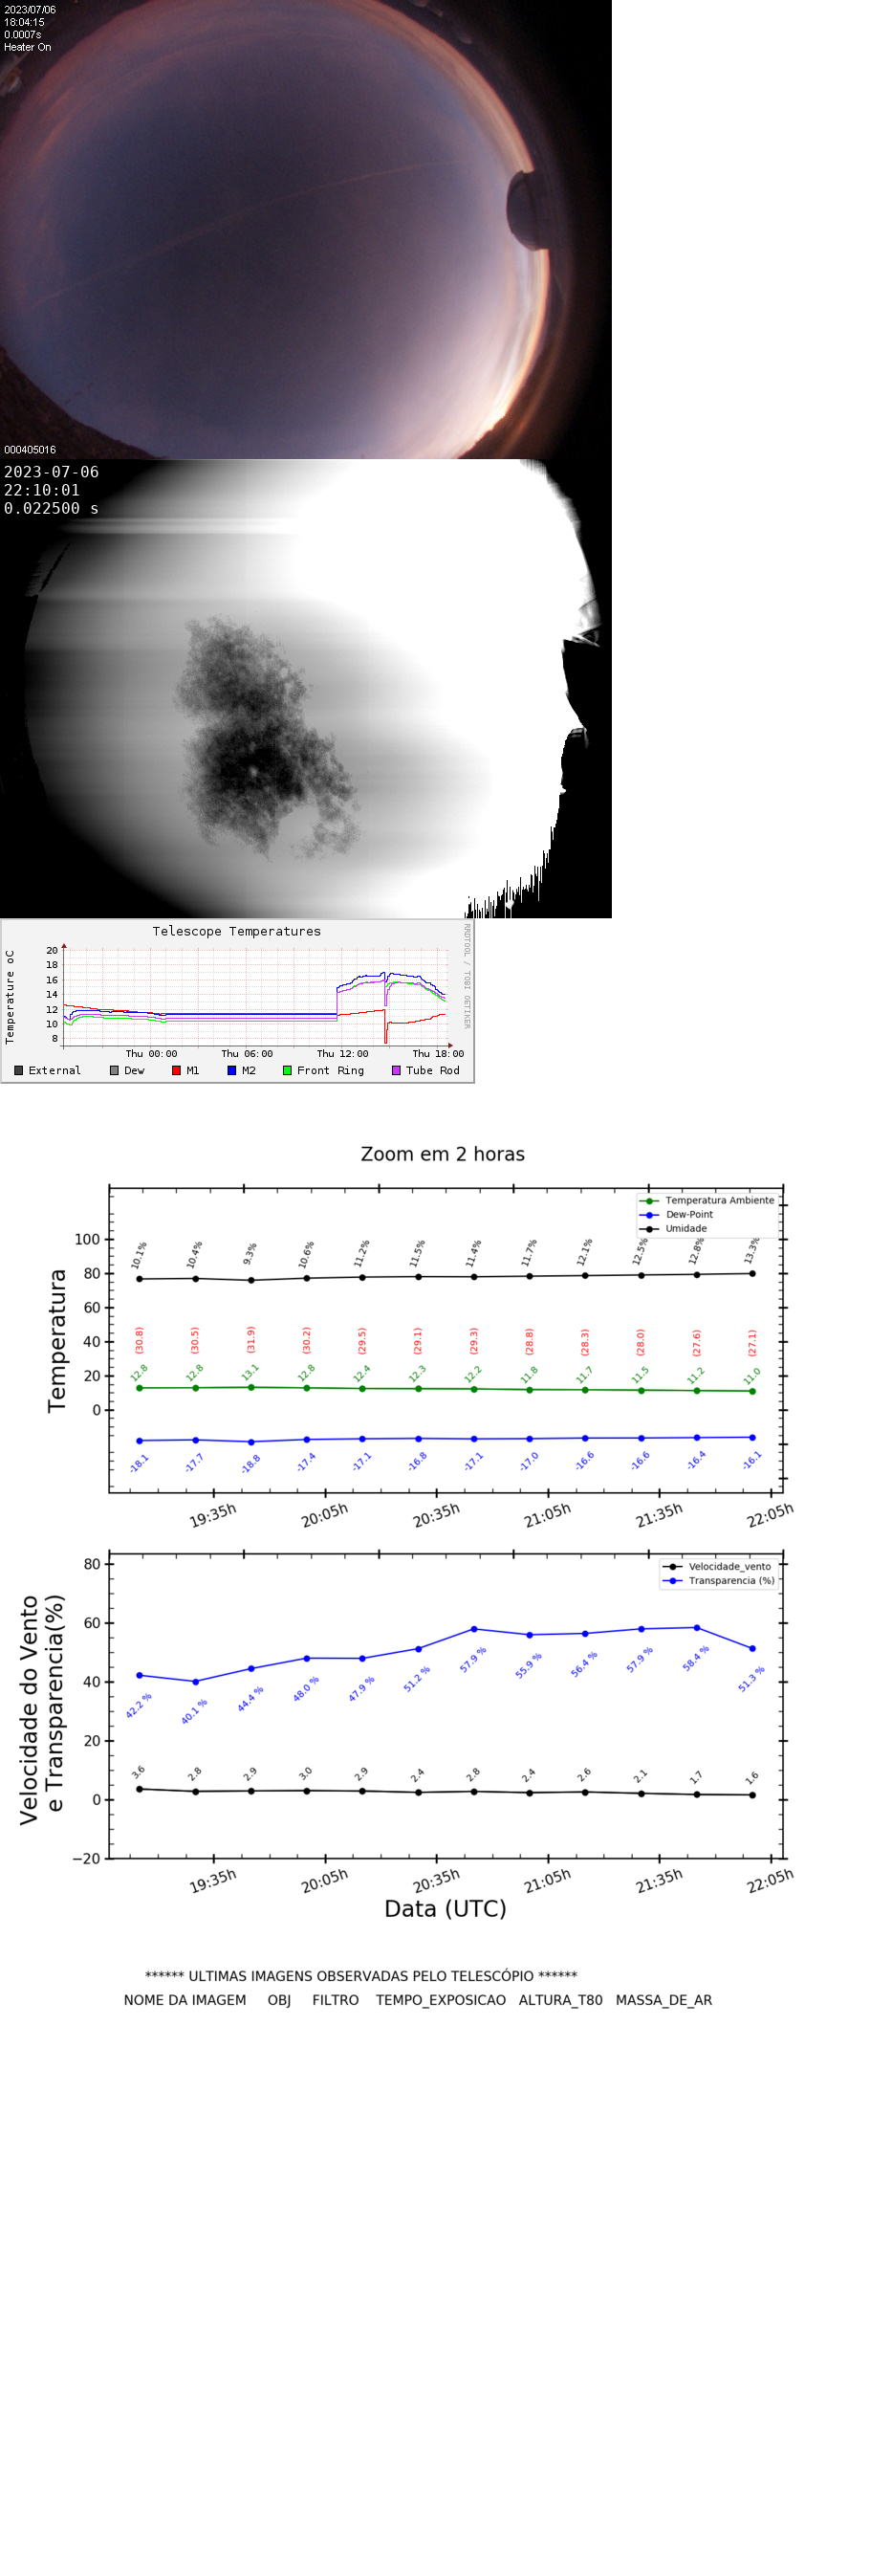 2023/07/06
18:04:15
0.0007s
Heater On
000405016
2023-07-06
22:10:01
0.022500 s
Telescope Temperatures
RRDTOOL / TOBI OETIKER
Temperature oC
20
18
16
14
12
10
8
Thu 00:00 Thu 06:00 Thu 12:00 Thu 18:00
External Dew M1 M2 Front Ring Tube Rod
Zoom em 2 horas
Temperatura Ambiente
Dew-Point
Umidade
Temperatura
100
80
60
40
20
0
10.1% 10.4% 9.3% 10.6% 11.2% 11.5% 11.4% 11.7% 12.1% 12.5% 12.8% 13.3%
(30.8) (30.5) (31.9) (30.2) (29.5) (29.1) (29.3) (28.8) (28.3) (28.0) (27.6) (27.1)
12.8 12.8 13.1 12.8 12.4 12.3 12.2 11.8 11.7 11.5 11.2 11.0
-18.1 -17.7 -18.8 -17.4 -17.1 -16.8 -17.1 -17.0 -16.6 -16.6 -16.4 -16.1
19:35h 20:05h 20:35h 21:05h 21:35h 22:05h
Velocidade_vento
Transparencia (%)
Velocidade do Vento
e Transparencia(%)
80
60
40
20
0
−20
42.2 % 40.1 % 44.4 % 48.0 % 47.9 % 51.2 % 57.9 % 55.9 % 56.4 % 57.9 % 58.4 % 51.3 %
3.6 2.8 2.9 3.0 2.9 2.4 2.8 2.4 2.6 2.1 1.7 1.6
19:35h 20:05h 20:35h 21:05h 21:35h 22:05h
Data (UTC)
****** ULTIMAS IMAGENS OBSERVADAS PELO TELESCÓPIO ******
NOME DA IMAGEM OBJ FILTRO TEMPO_EXPOSICAO ALTURA_T80 MASSA_DE_AR